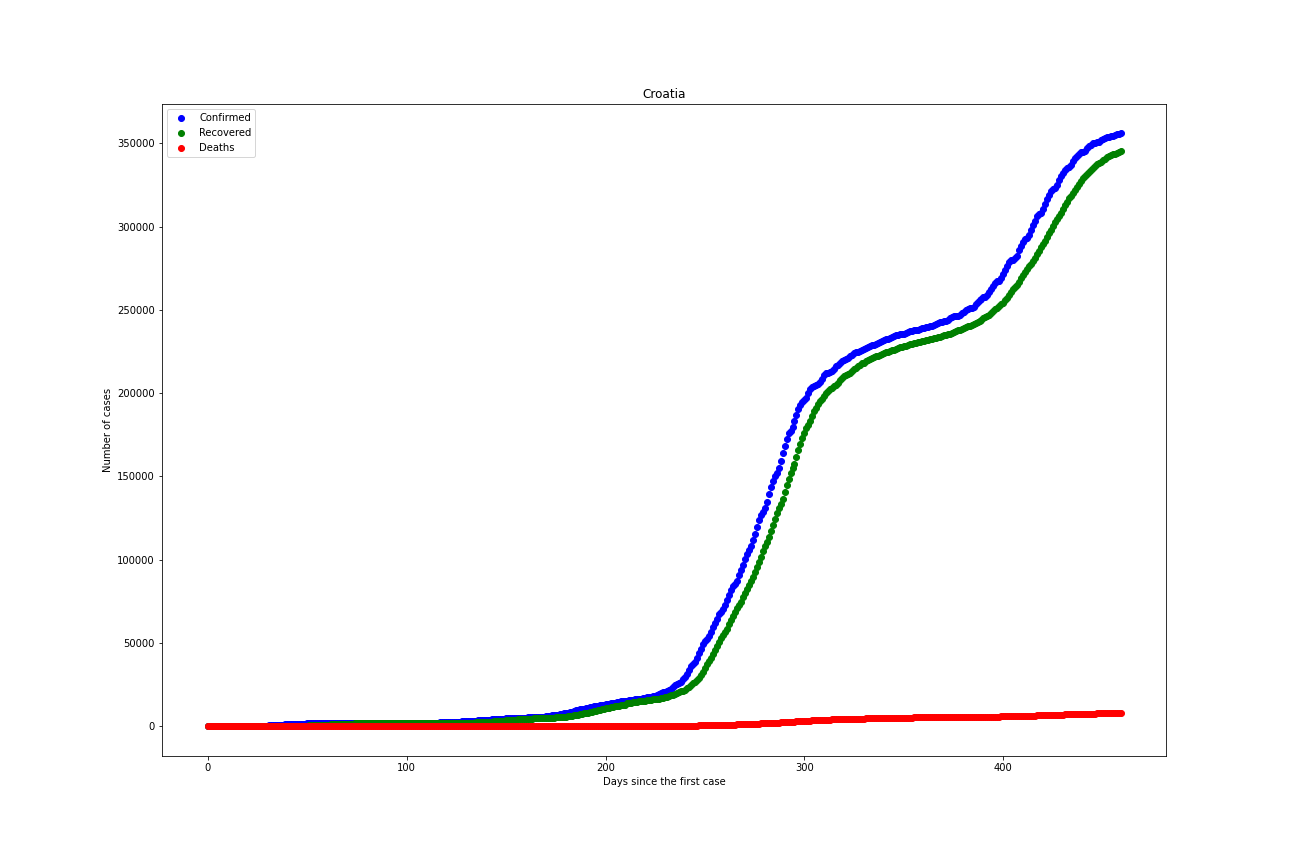 Croatia
Confirmed
Recovered
Deaths
Number of cases
350000
300000
250000
200000
150000
100000
50000
0
0 100 200 300 400
Days since the first case